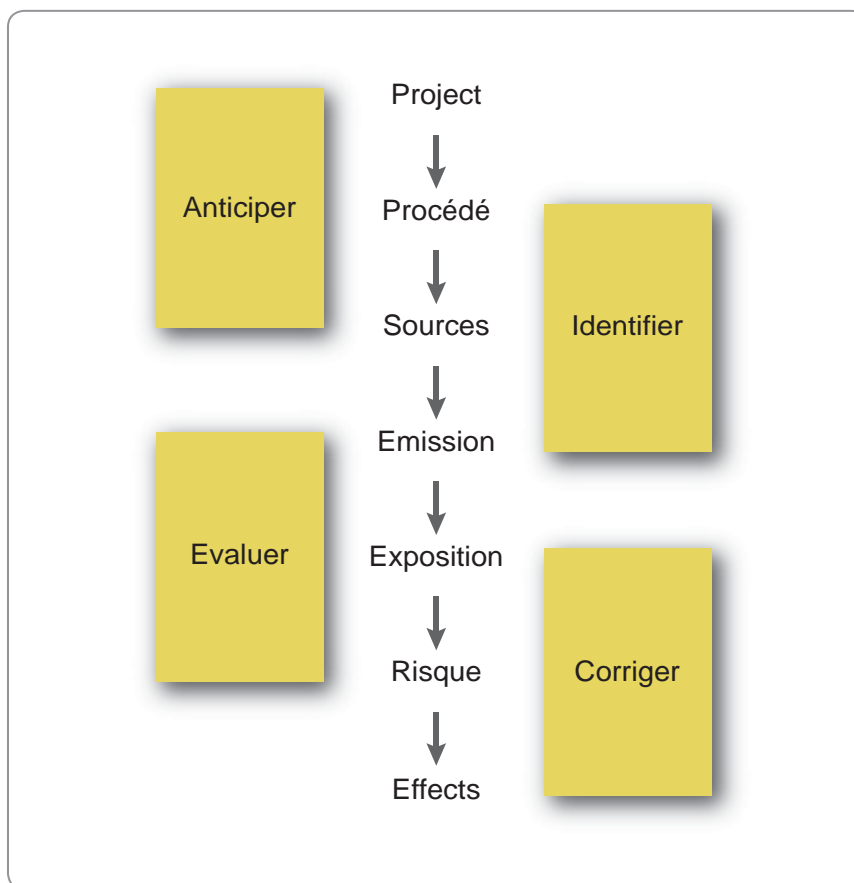 Project
Anticiper
Procédé
Sources
Identifier
Emission
Evaluer
Exposition
Risque
Corriger
Effects